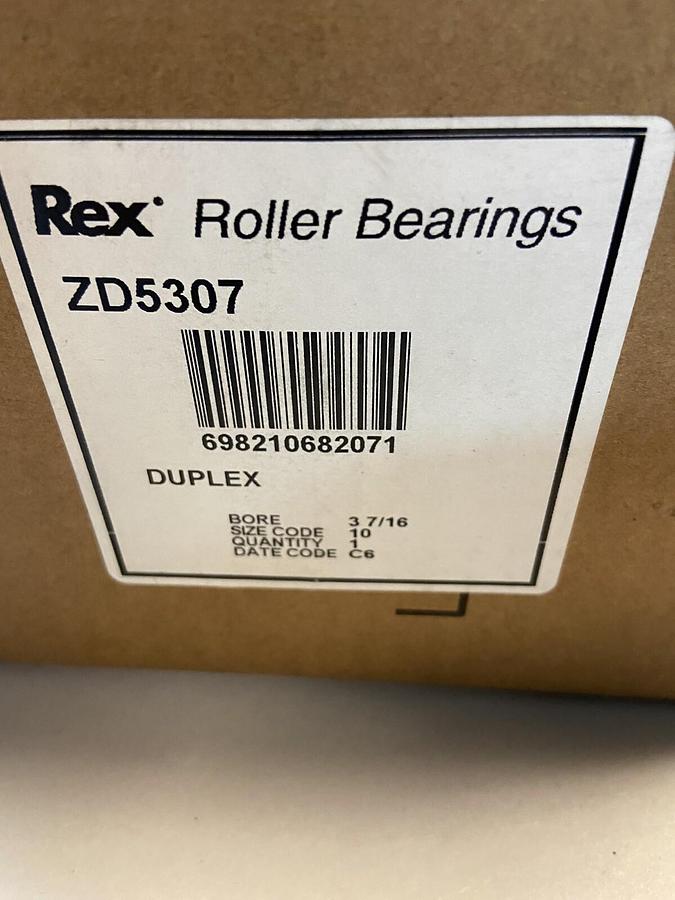 Rex® Roller Bearings
ZD5307
698210682071
DUPLEX
BORE 3 7/16
SIZE CODE 10
QUANTITY 1
DATE CODE C6